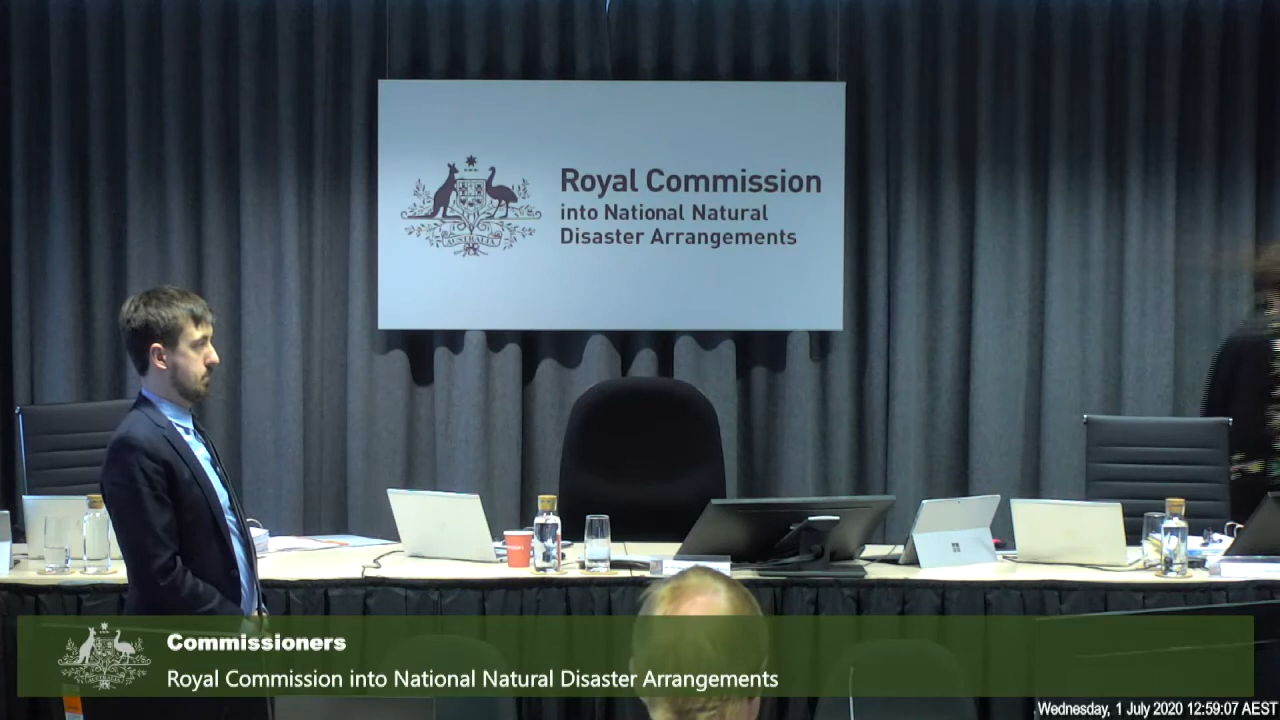 Royal Commission
into National Natural
Disaster Arrangements
AUSTRALIA
Commissioners
Royal Commission into National Natural Disaster Arrangements
Wednesday, 1 July 2020 12:59:07 AEST